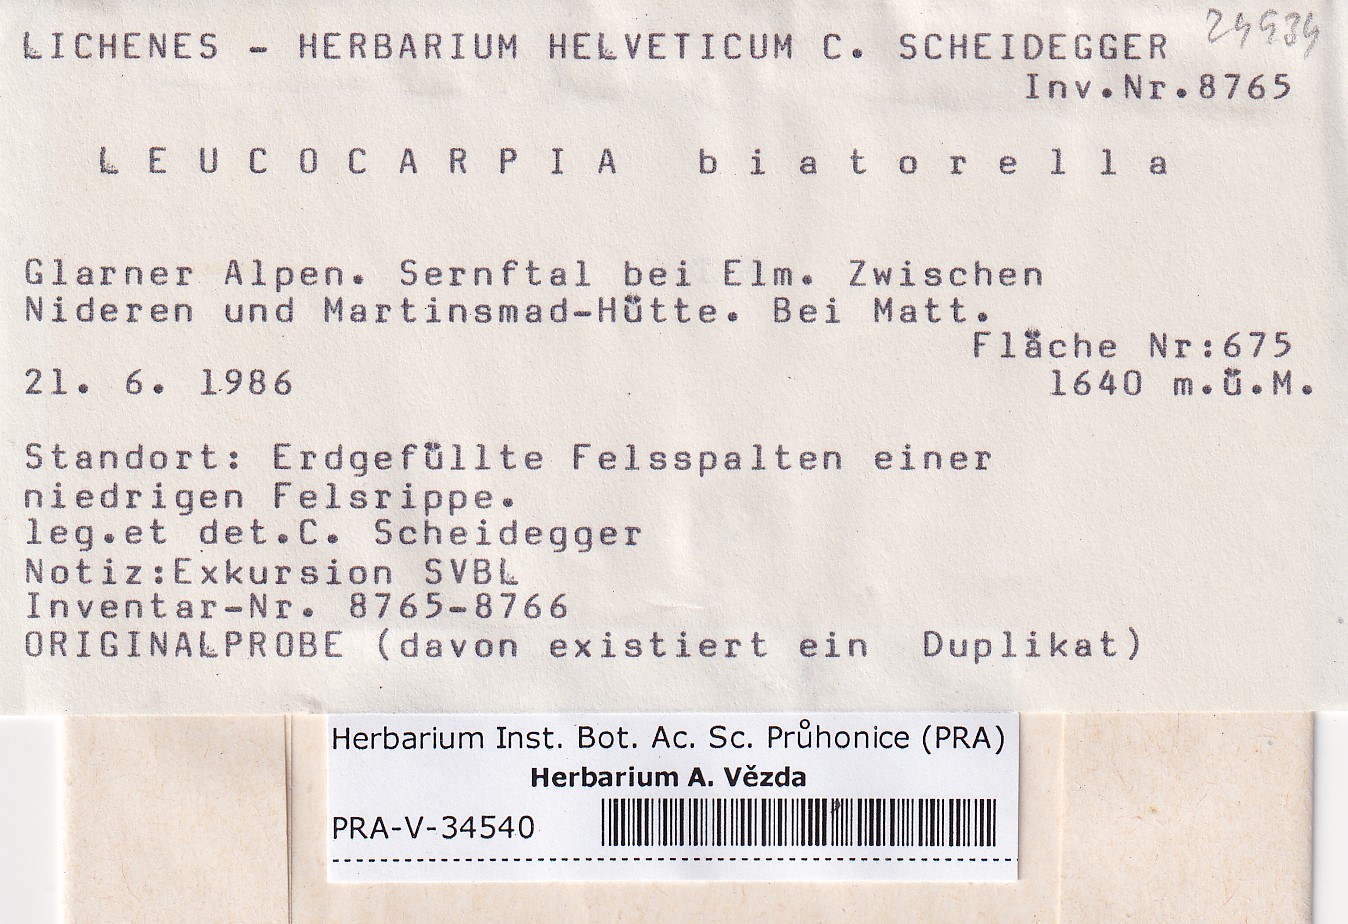 24934
LICHENES - HERBARIUM HELVETICUM C. SCHEIDEGGER
Inv.Nr.8765
LEUCOCARPIA biatorella
Glarner Alpen. Sernftal bei Elm. Zwischen
Nideren und Martinsmad-Hütte. Bei Matt.
Fläche Nr:675
21. 6. 1986 1640 m.ü.M.
Standort: Erdgefüllte Felsspalten einer
niedrigen Felsrippe.
leg.et det.C. Scheidegger
Notiz:Exkursion SVBL
Inventar-Nr. 8765-8766
ORIGINALPROBE (davon existiert ein Duplikat)
Herbarium Inst. Bot. Ac. Sc. Průhonice (PRA)
Herbarium A. Vězda
PRA-V-34540